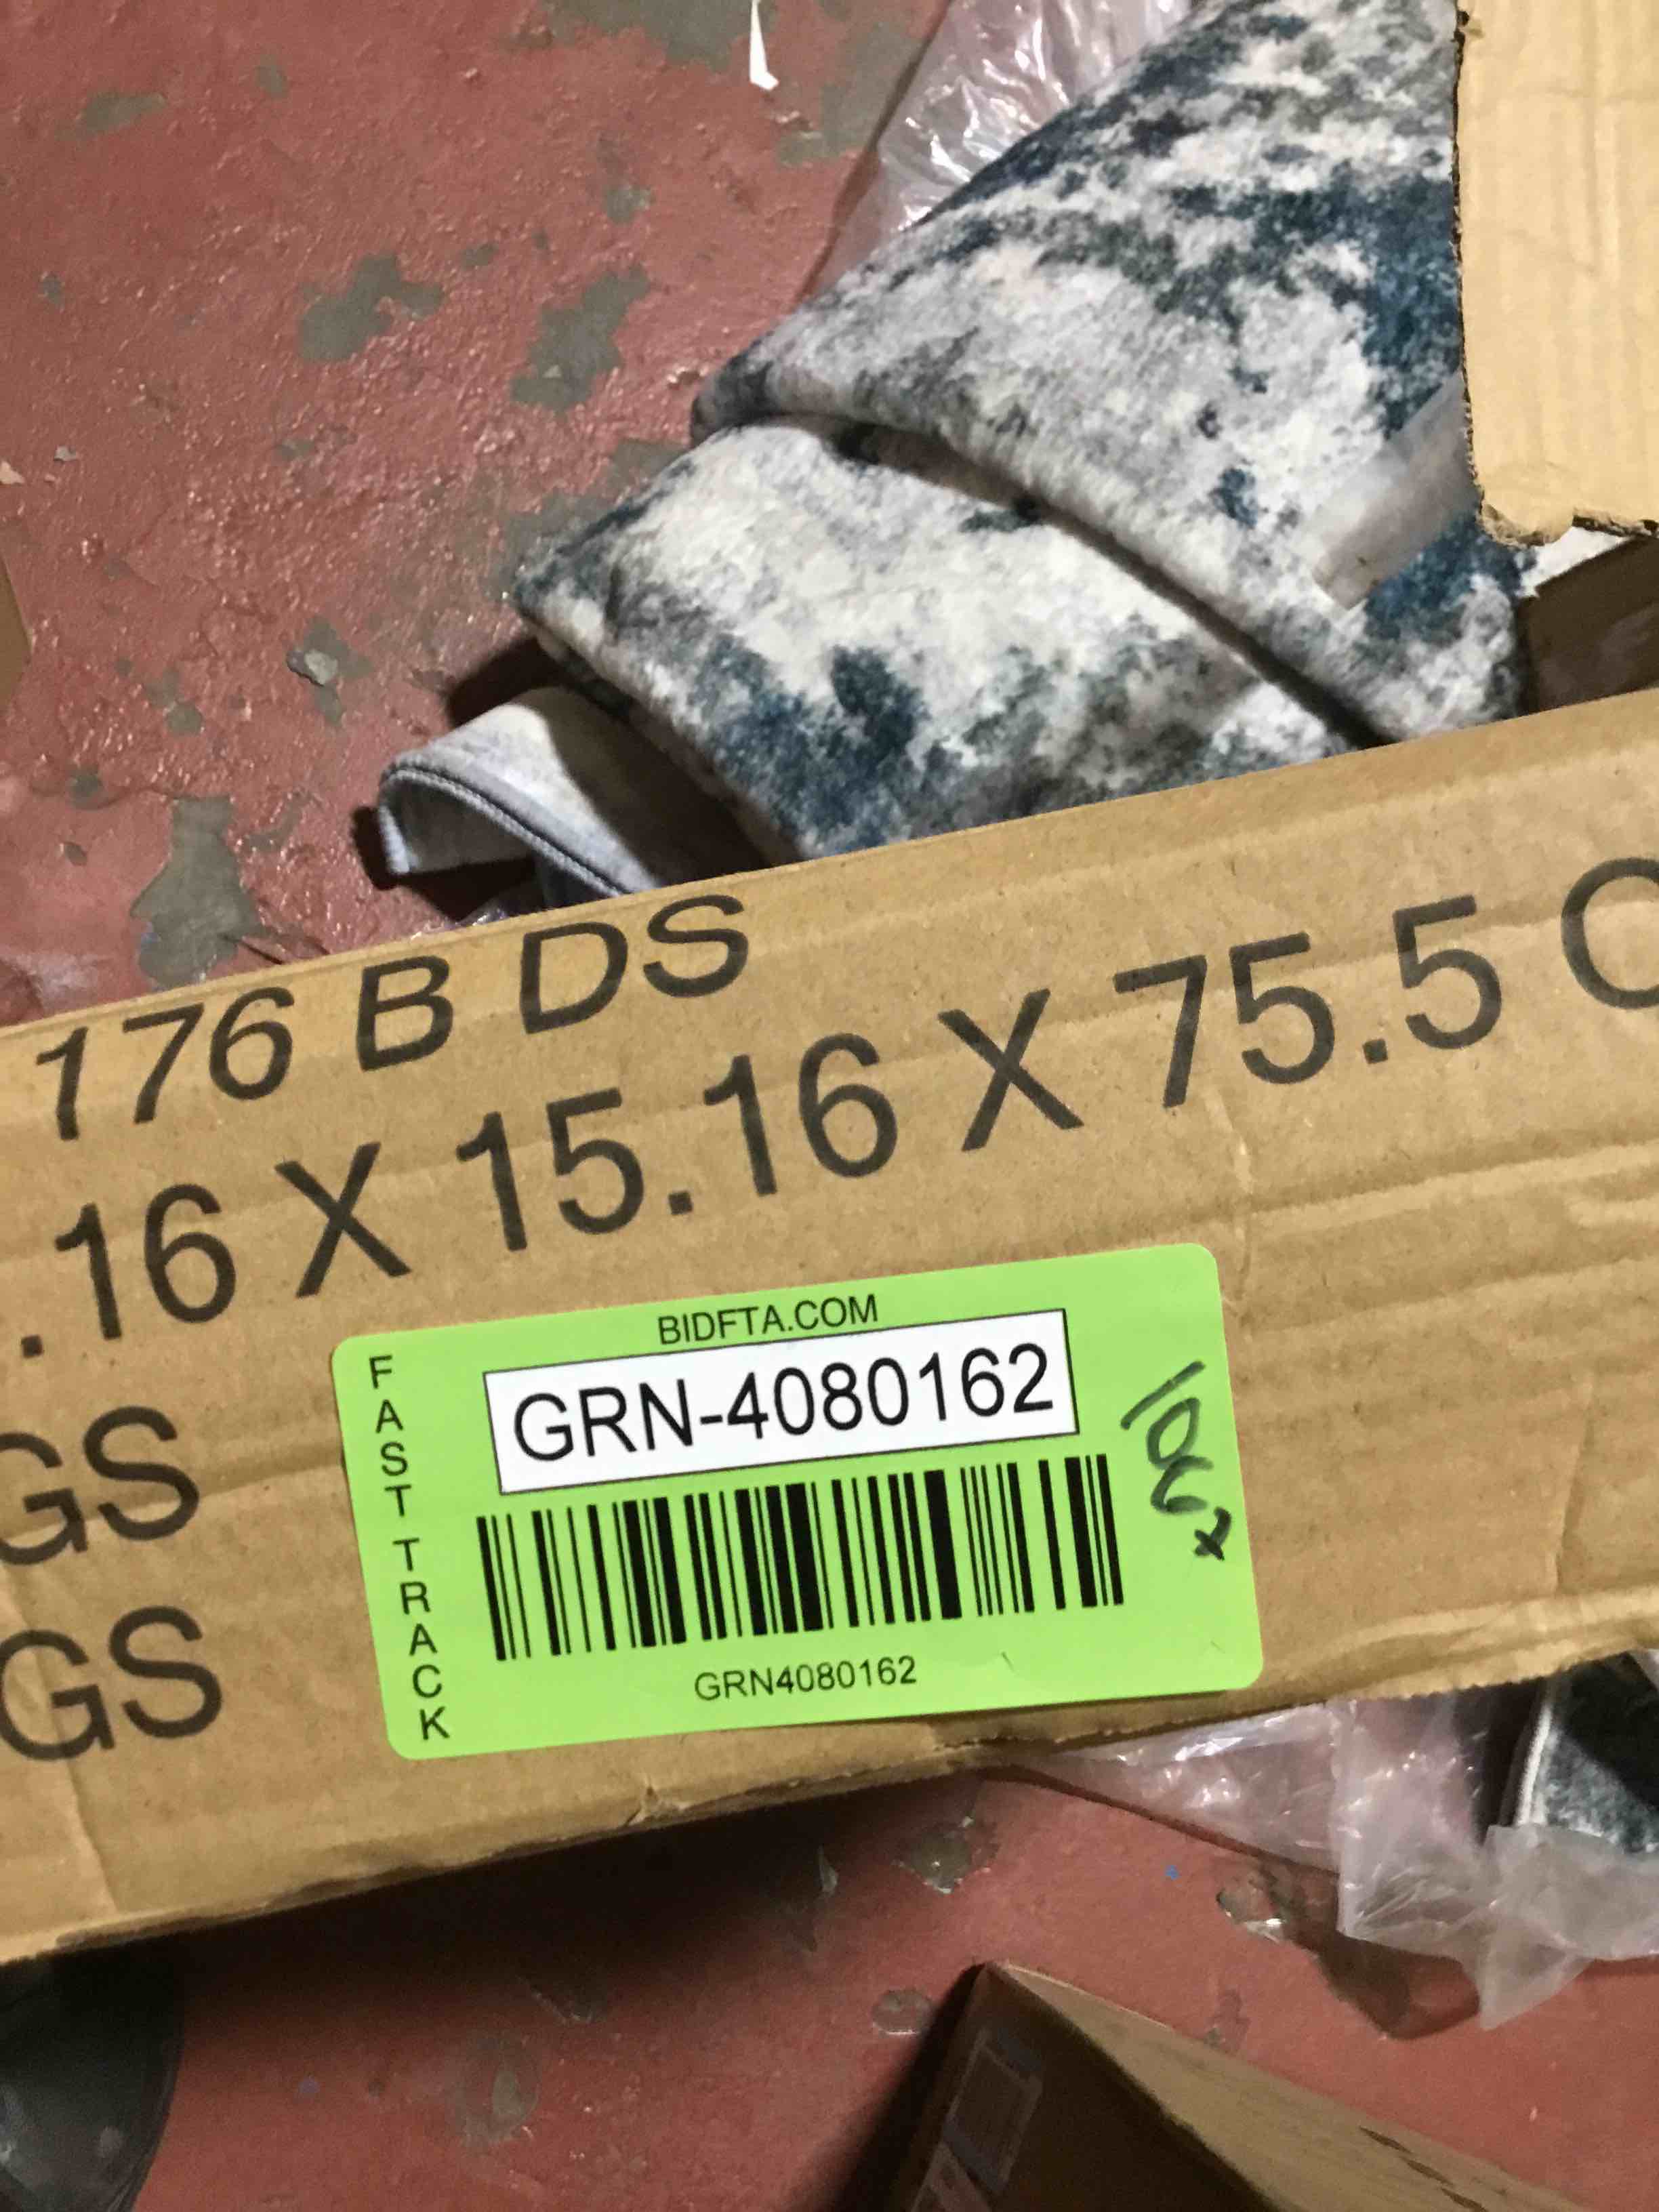 176 B DS
.16 X 15.16 X 75.5 C
GS
GS
BIDFTA.COM
FAST TRACK
GRN-4080162
GRN4080162